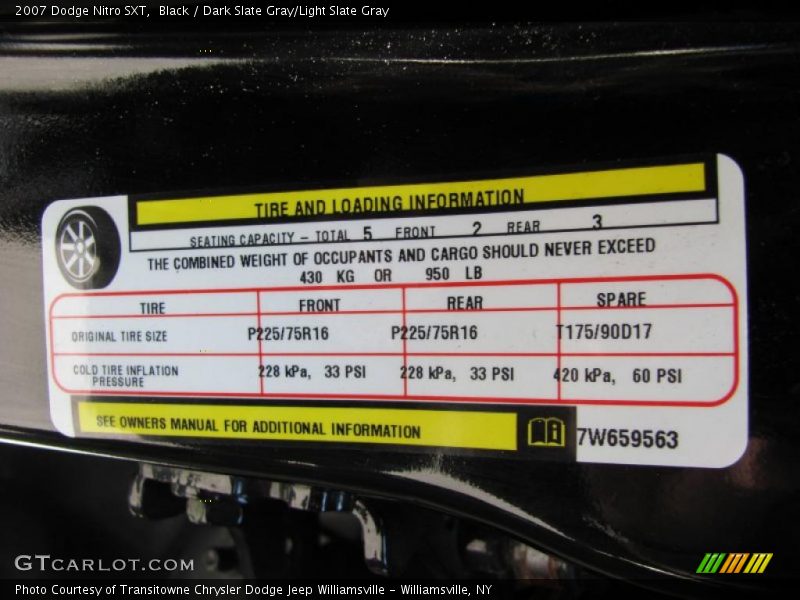 2007 Dodge Nitro SXT, Black / Dark Slate Gray/Light Slate Gray
TIRE AND LOADING INFORMATION
SEATING CAPACITY – TOTAL 5 FRONT 2 REAR 3
THE COMBINED WEIGHT OF OCCUPANTS AND CARGO SHOULD NEVER EXCEED
430 KG OR 950 LB
TIRE FRONT REAR SPARE
ORIGINAL TIRE SIZE P225/75R16 P225/75R16 T175/90D17
COLD TIRE INFLATION PRESSURE 228 kPa, 33 PSI 228 kPa, 33 PSI 420 kPa, 60 PSI
SEE OWNERS MANUAL FOR ADDITIONAL INFORMATION
7W659563
GTCARLOT.COM
Photo Courtesy of Transitowne Chrysler Dodge Jeep Williamsville – Williamsville, NY